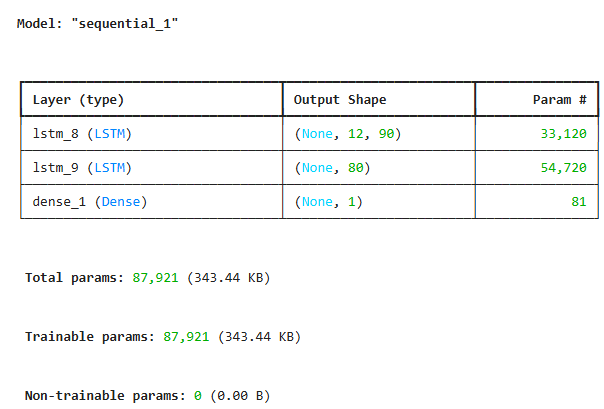 Model: "sequential_1"
Layer (type) Output Shape Param #
lstm_8 (LSTM) (None, 12, 90) 33,120
lstm_9 (LSTM) (None, 80) 54,720
dense_1 (Dense) (None, 1) 81
Total params: 87,921 (343.44 KB)
Trainable params: 87,921 (343.44 KB)
Non-trainable params: 0 (0.00 B)